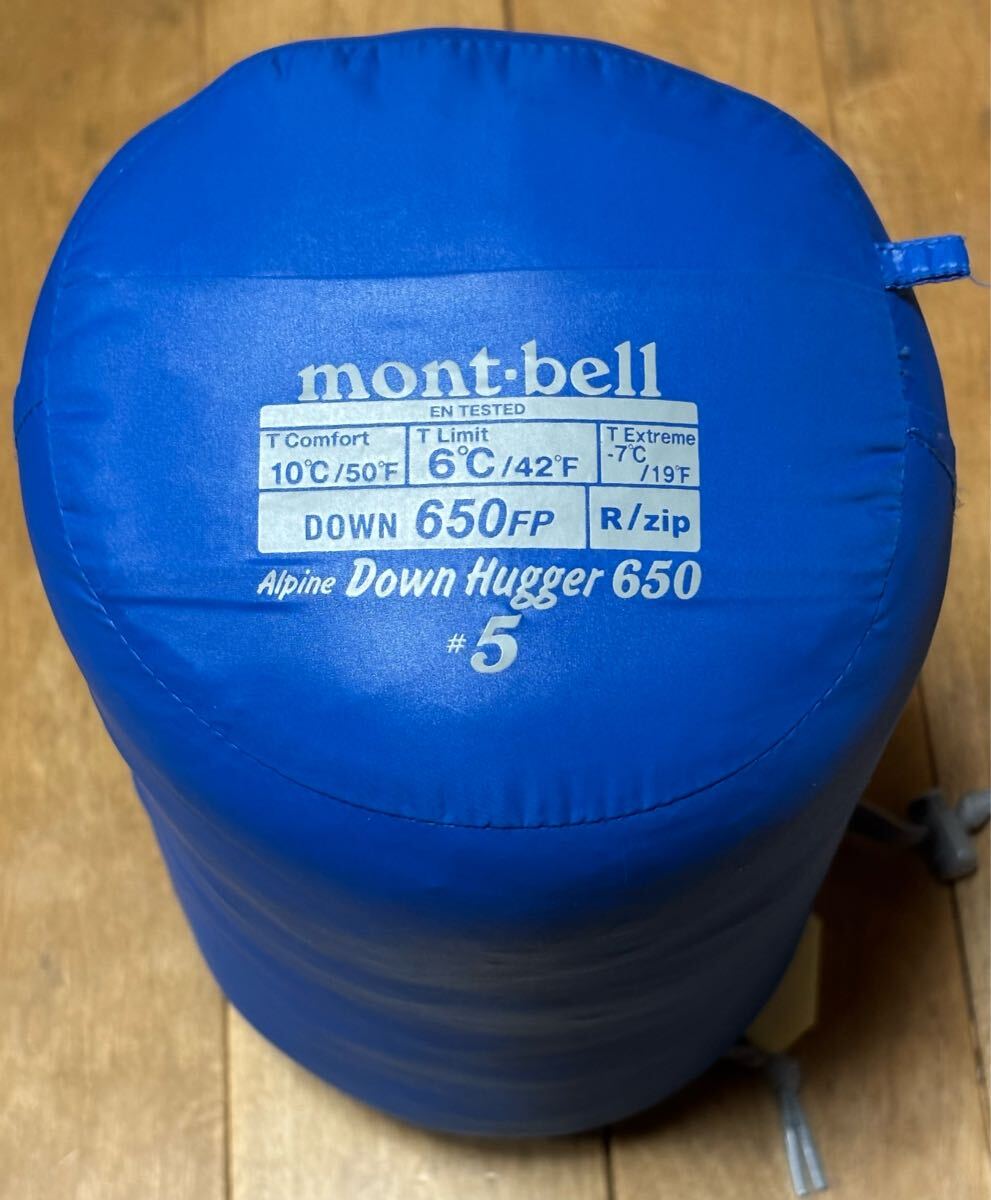 mont-bell
EN TESTED
T Comfort
10℃/50°F
T Limit
6℃/42°F
T Extreme
-7℃/19°F
DOWN 650FP
R/zip
Alpine Down Hugger 650
#5